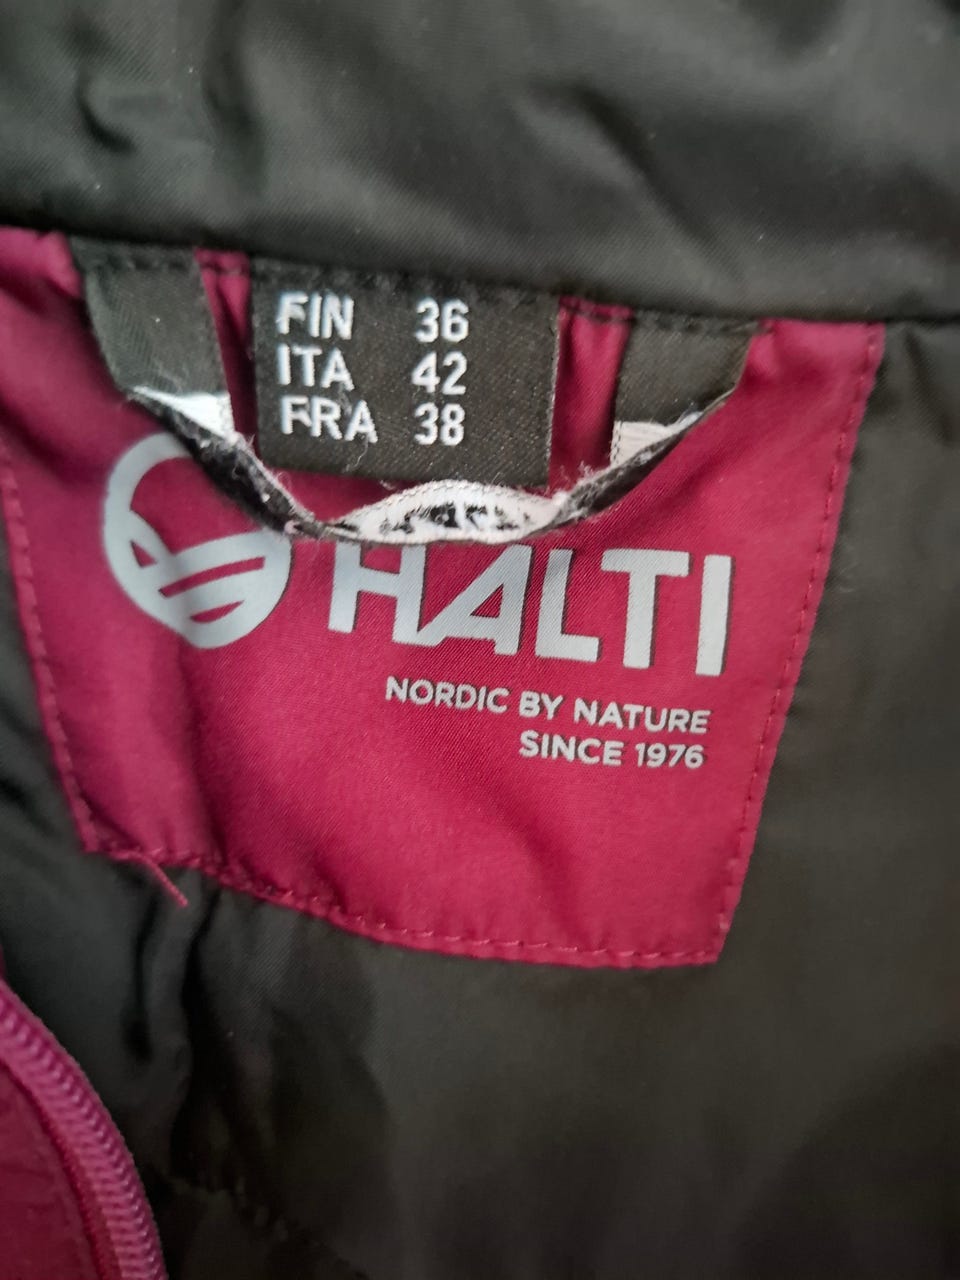 FIN 36
ITA 42
FRA 38
HALTI
NORDIC BY NATURE
SINCE 1976